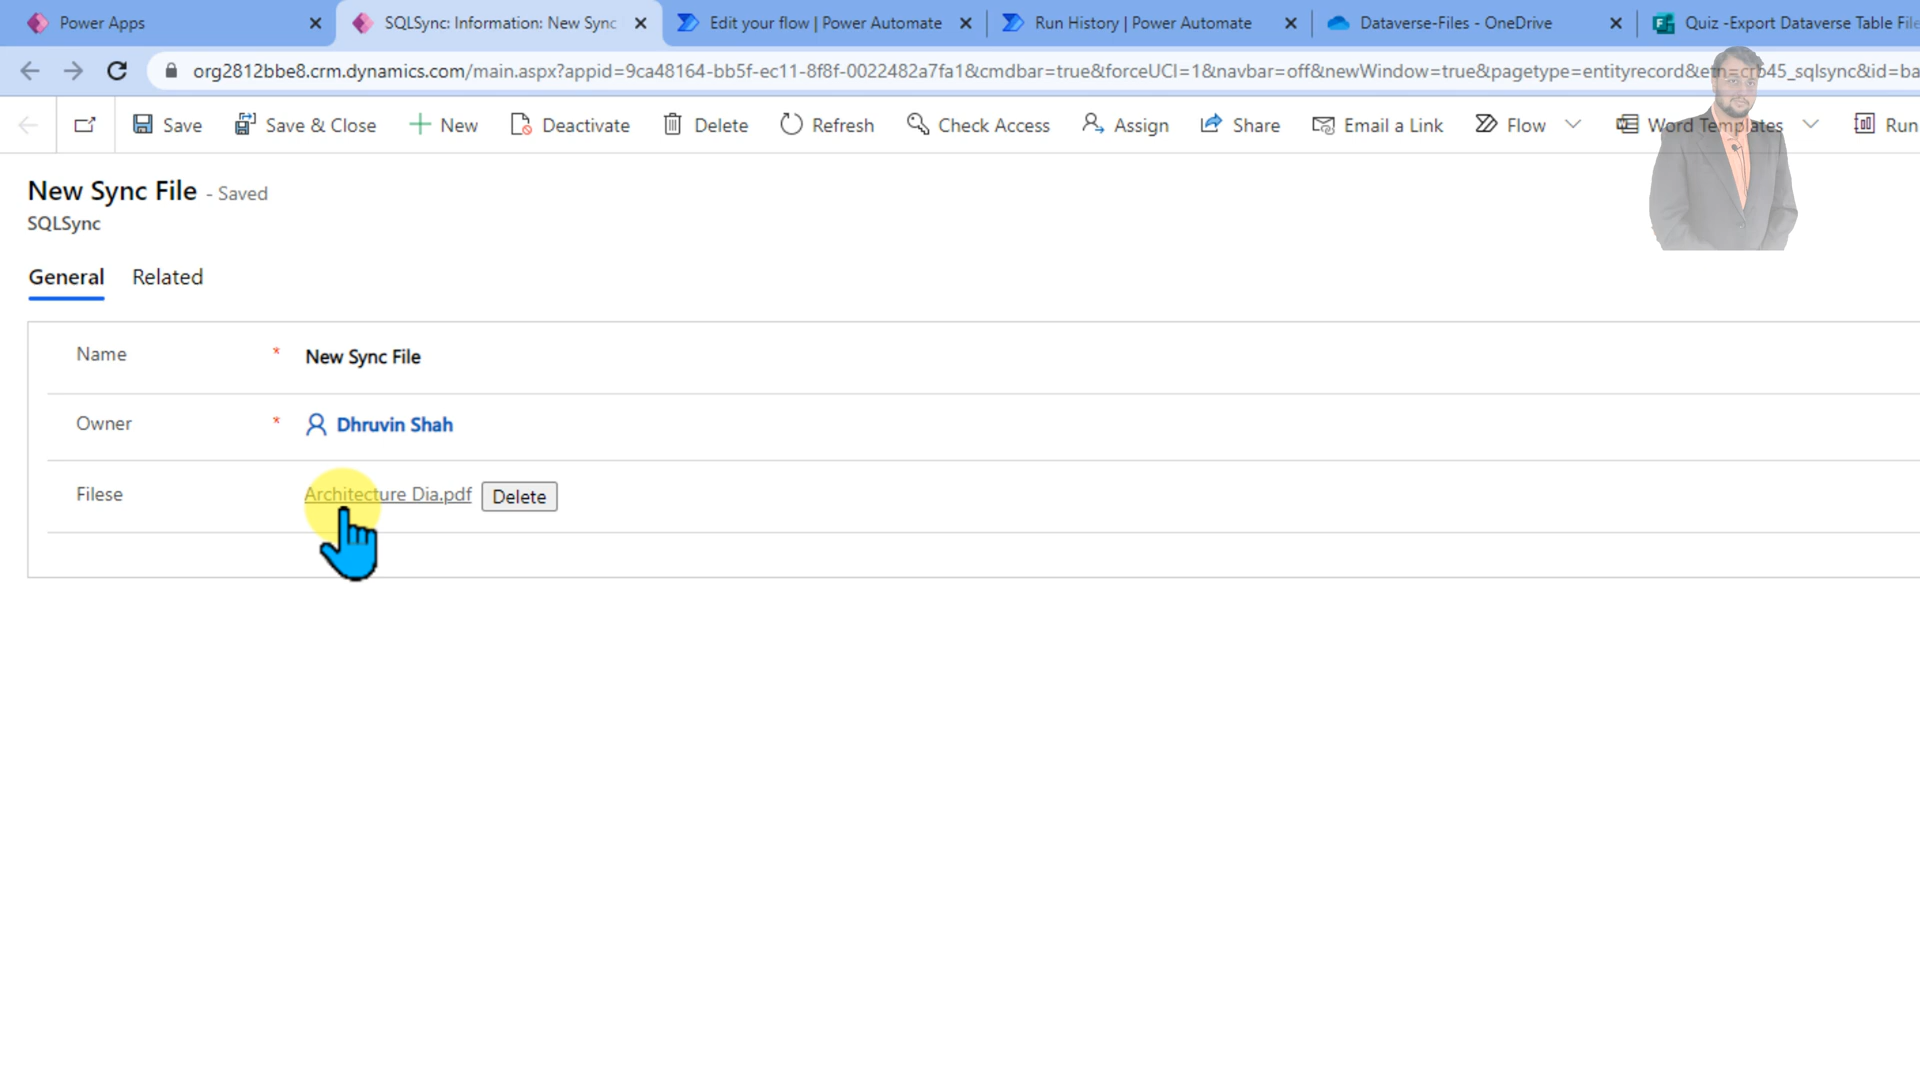 Power Apps
SQLSync: Information: New Sync
Edit your flow | Power Automate
Run History | Power Automate
Dataverse-Files - OneDrive
Quiz -Export Dataverse Table File
org2812bbe8.crm.dynamics.com/main.aspx?appid=9ca48164-bb5f-ec11-8f8f-0022482a7fa1&cmdbar=true&forceUCI=1&navbar=off&newWindow=true&pagetype=entityrecord&etn=crb45_sqlsync&id=ba
Save
Save & Close
New
Deactivate
Delete
Refresh
Check Access
Assign
Share
Email a Link
Flow
Word Templates
Run
New Sync File - Saved
SQLSync
General
Related
Name * New Sync File
Owner * Dhruvin Shah
Filese Architecture Dia.pdf Delete